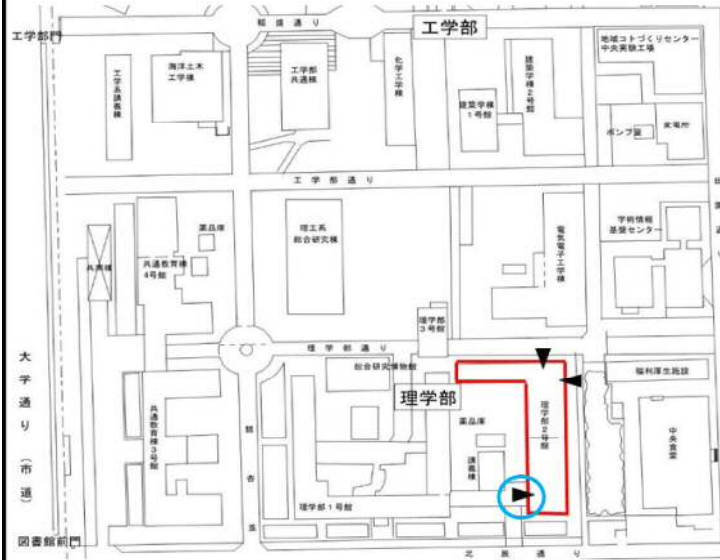 稲盛通り
工学部
工学部門
工学系講義棟
海洋土木
工学棟
工学部
共通棟
化学工学棟
建築学棟
1号館
建築学棟2号館
地域コトづくりセンター
中央実験工場
ポンプ室
変電所
工学部通り
共用棟
共通教育棟
4号館
薬品庫
理工系
総合研究棟
電気電子工学棟
学術情報
基盤センター
理学部
3号館
理学部通り
総合研究博物館
理学部
福利厚生施設
大学通り（市道）
共通教育棟3号館
薬品庫
講義棟
理学部2号館
中央食堂
理学部1号館
図書館前門
北辰通り